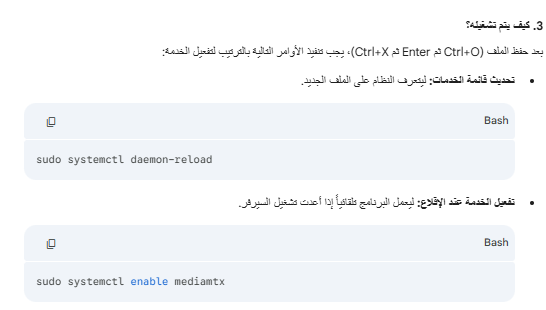 3. كيف يتم تشغيله؟
بعد حفظ الملف (Ctrl+O ثم Enter ثم Ctrl+X)، يجب تنفيذ الأوامر التالية بالترتيب لتفعيل الخدمة:
• تحديث قائمة الخدمات: ليتعرف النظام على الملف الجديد.
Bash
sudo systemctl daemon-reload
• تفعيل الخدمة عند الإقلاع: ليعمل البرنامج تلقائياً إذا أعدت تشغيل السيرفر.
Bash
sudo systemctl enable mediamtx